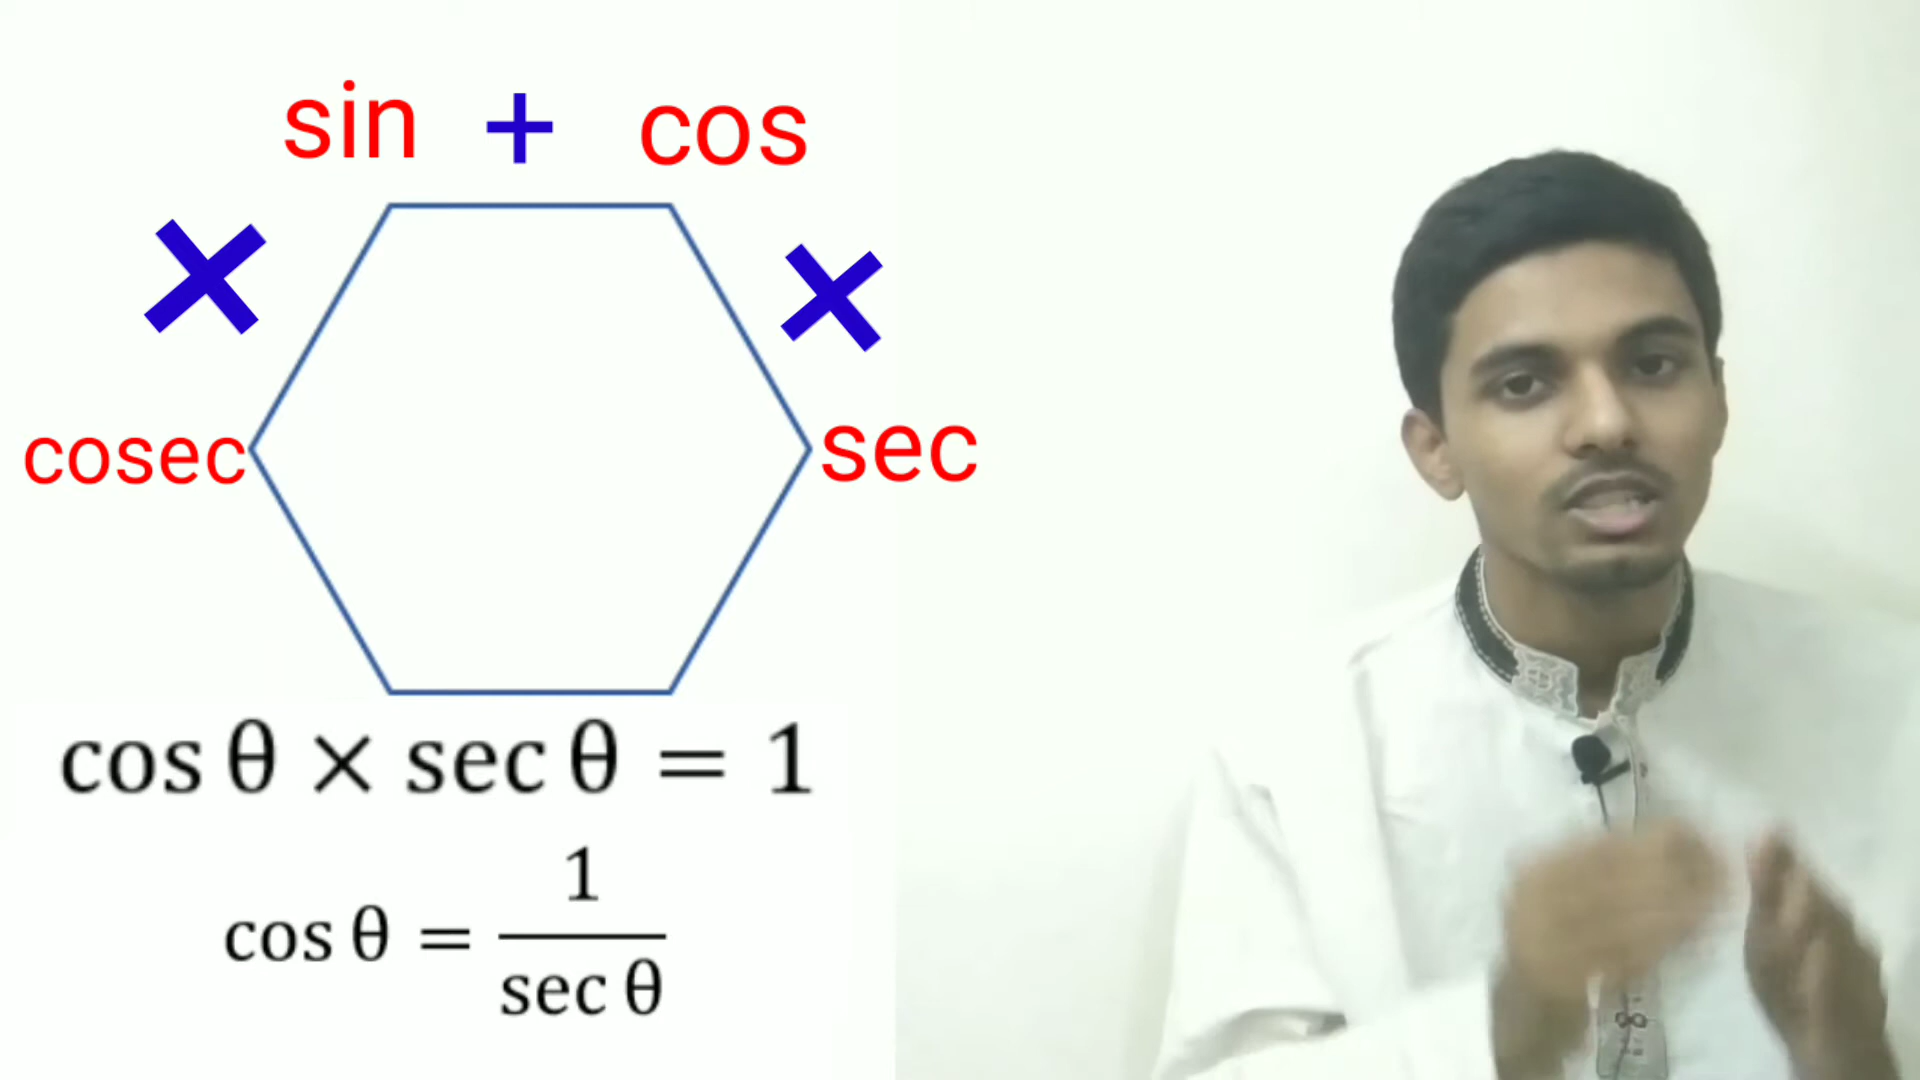 sin + cos
× ×
cosec sec
cos θ × sec θ = 1
cos θ = 1
sec θ